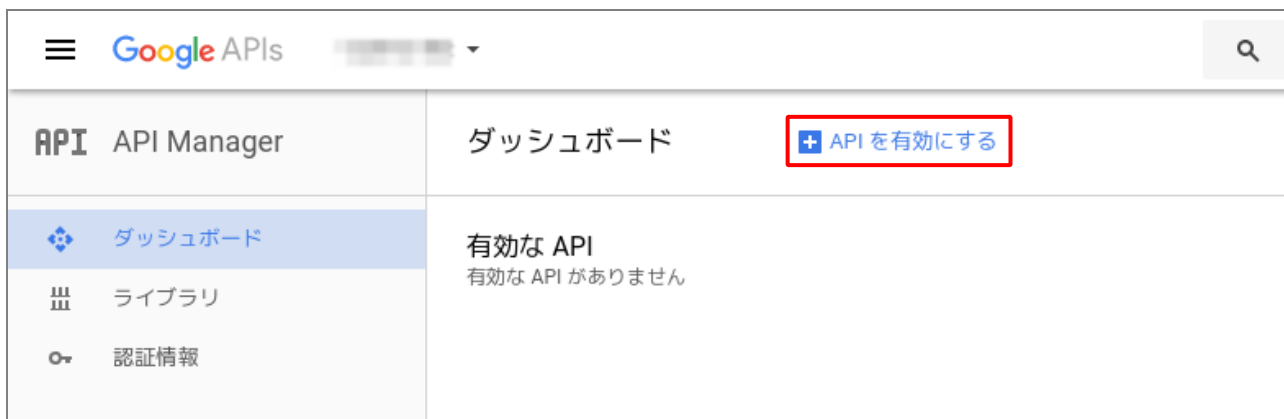 Google APIs
API API Manager
ダッシュボード
API を有効にする
ダッシュボード
ライブラリ
認証情報
有効な API
有効な API がありません